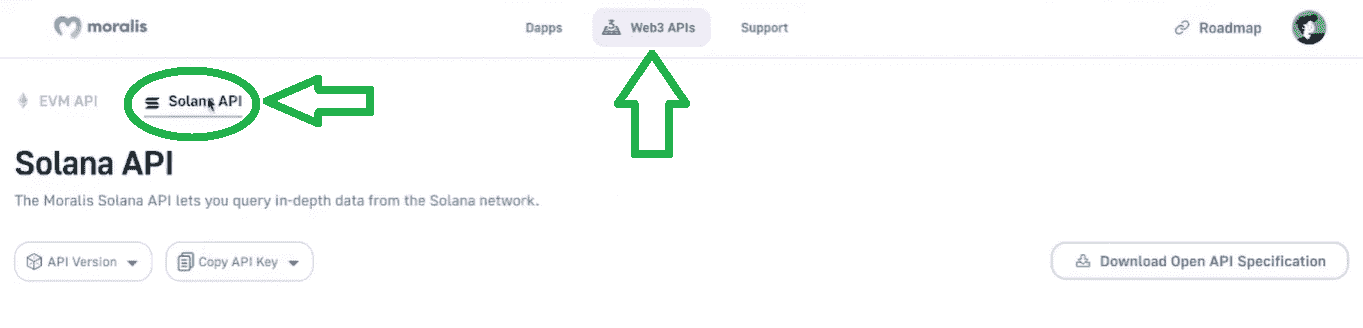 moralis
Dapps
Web3 APIs
Support
Roadmap
EVM API
Solana API
Solana API
The Moralis Solana API lets you query in-depth data from the Solana network.
API Version
Copy API Key
Download Open API Specification